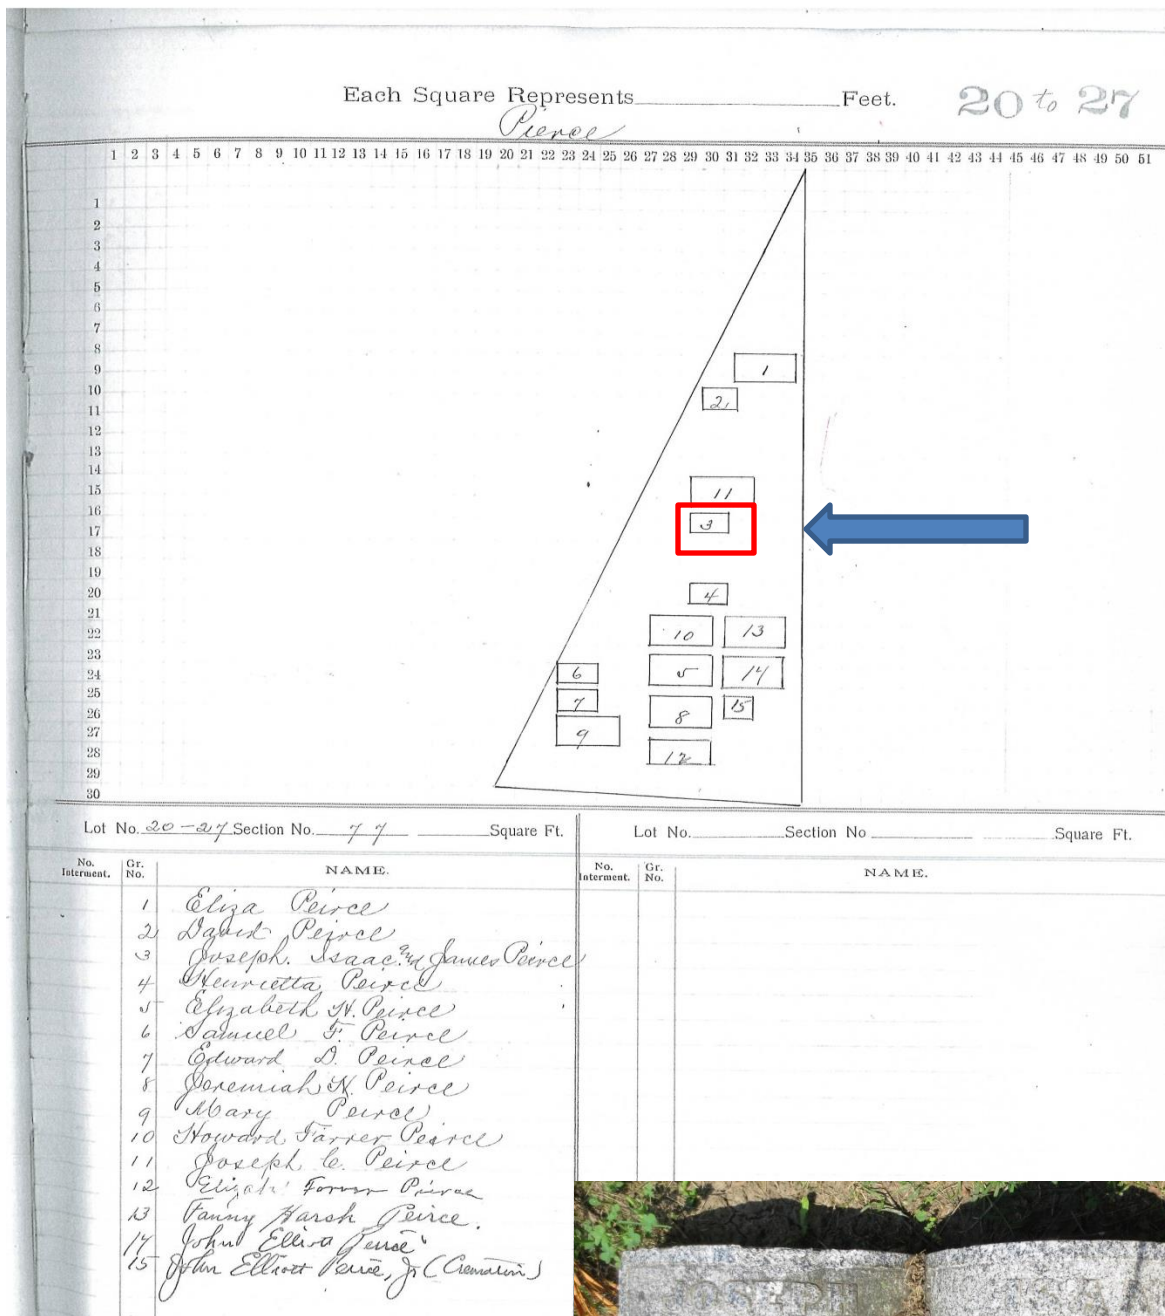 Each Square Represents Feet. 20 to 27
Pierce
1 2 3 4 5 6 7 8 9 10 11 12 13 14 15 16 17 18 19 20 21 22 23 24 25 26 27 28 29 30 31 32 33 34 35 36 37 38 39 40 41 42 43 44 45 46 47 48 49 50 51
1
2
3
4
5
6
7
8
9
10
11
12
13
14
15
16
17
18
19
20
21
22
23
24
25
26
27
28
29
30
1
2
11
3
4
10 13
5 14
6
7
8 15
9
12
Lot No. 20-27 Section No. 77 Square Ft.
No. Interment. Gr. No. NAME.
1 Eliza Peirce
2 David Peirce
3 Joseph. Isaac. and James Peirce
4 Henrietta Peirce
5 Elizabeth H. Peirce
6 Samuel F. Peirce
7 Edward D. Peirce
8 Jeremiah H. Peirce
9 Mary Peirce
10 Howard Farrer Peirce
11 Joseph C. Peirce
12 Elizah Forrer Peirce
13 Fanny Harsh Peirce.
14 John Elliott Peirce
15 John Elliott Peirce, Jr (Cremation)
Lot No. Section No Square Ft.
No. Interment. Gr. No. NAME.
JOSEPH